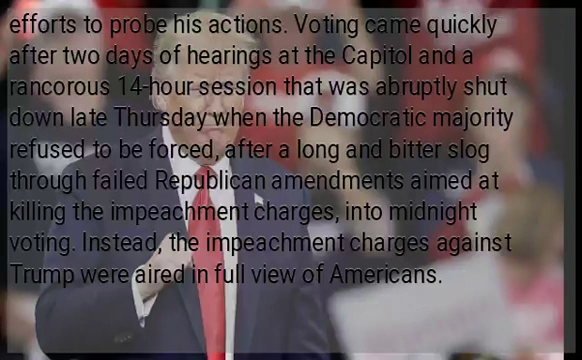 efforts to probe his actions. Voting came quickly
after two days of hearings at the Capitol and a
rancorous 14-hour session that was abruptly shut
down late Thursday when the Democratic majority
refused to be forced, after a long and bitter slog
through failed Republican amendments aimed at
killing the impeachment charges, into midnight
voting. Instead, the impeachment charges against
Trump were aired in full view of Americans.